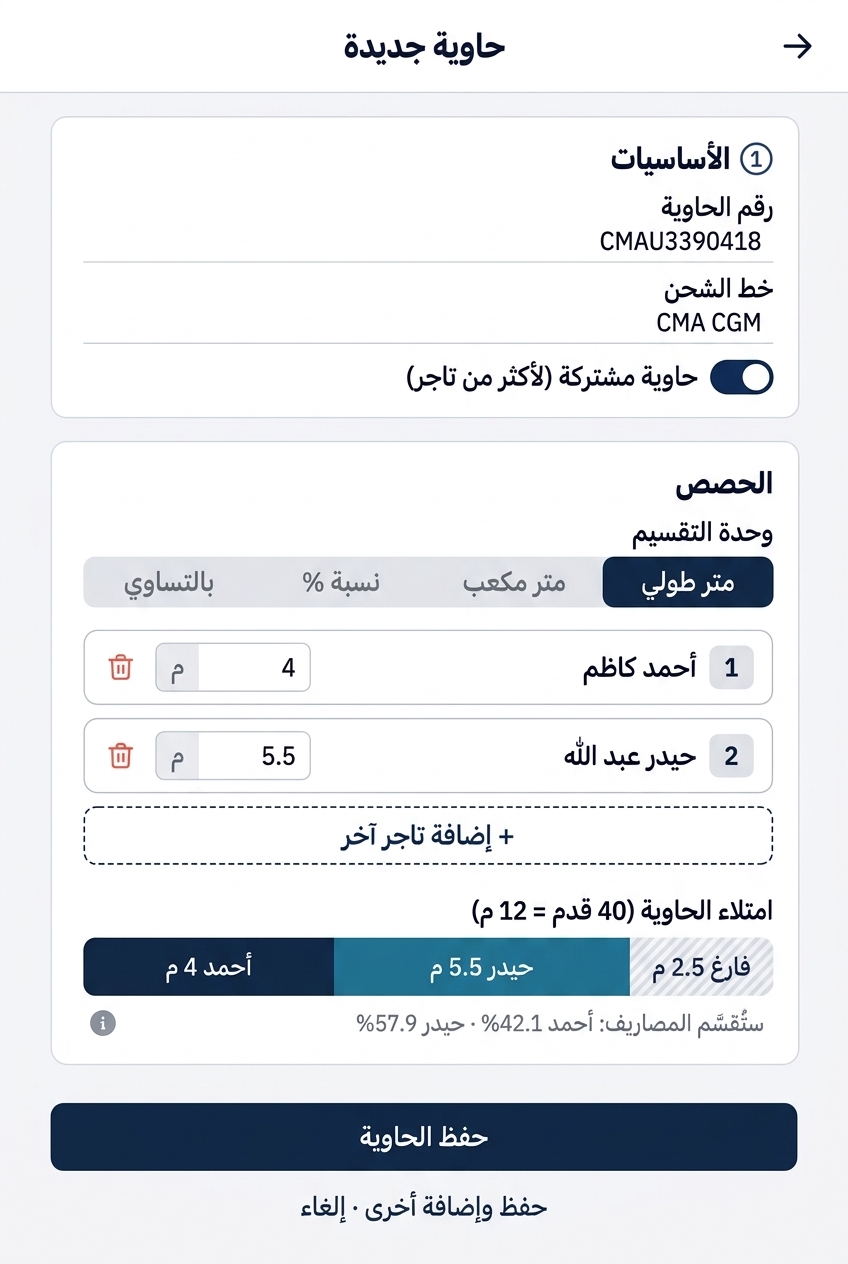 حاوية جديدة
1 الأساسيات
رقم الحاوية
CMAU3390418
خط الشحن
CMA CGM
حاوية مشتركة (لأكثر من تاجر)
الحصص
وحدة التقسيم
متر طولي متر مكعب نسبة % بالتساوي
1 أحمد كاظم 4 م
2 حيدر عبد الله 5.5 م
+ إضافة تاجر آخر
امتلاء الحاوية (40 قدم = 12 م)
فارغ 2.5 م حيدر 5.5 م أحمد 4 م
ستُقسَّم المصاريف: أحمد 42.1% · حيدر 57.9%
حفظ الحاوية
حفظ وإضافة أخرى · إلغاء